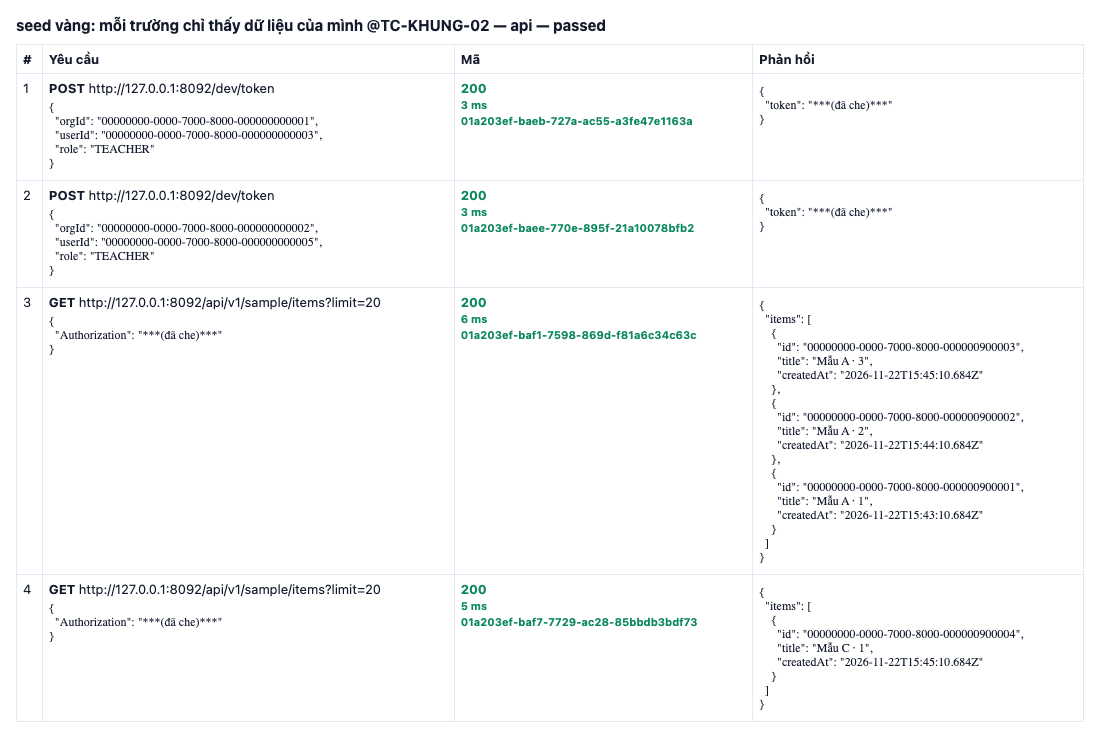 seed vàng: mỗi trường chỉ thấy dữ liệu của mình @TC-KHUNG-02 — api — passed
# Yêu cầu Mã Phản hồi
1 POST http://127.0.0.1:8092/dev/token
{
"orgId": "00000000-0000-7000-8000-000000000001",
"userId": "00000000-0000-7000-8000-000000000003",
"role": "TEACHER"
}
200
3 ms
01a203ef-baeb-727a-ac55-a3fe47e1163a
{
"token": "***(đã che)***"
}
2 POST http://127.0.0.1:8092/dev/token
{
"orgId": "00000000-0000-7000-8000-000000000002",
"userId": "00000000-0000-7000-8000-000000000005",
"role": "TEACHER"
}
200
3 ms
01a203ef-baee-770e-895f-21a10078bfb2
{
"token": "***(đã che)***"
}
3 GET http://127.0.0.1:8092/api/v1/sample/items?limit=20
{
"Authorization": "***(đã che)***"
}
200
6 ms
01a203ef-baf1-7598-869d-f81a6c34c63c
{
"items": [
{
"id": "00000000-0000-7000-8000-000000900003",
"title": "Mẫu A · 3",
"createdAt": "2026-11-22T15:45:10.684Z"
},
{
"id": "00000000-0000-7000-8000-000000900002",
"title": "Mẫu A · 2",
"createdAt": "2026-11-22T15:44:10.684Z"
},
{
"id": "00000000-0000-7000-8000-000000900001",
"title": "Mẫu A · 1",
"createdAt": "2026-11-22T15:43:10.684Z"
}
]
}
4 GET http://127.0.0.1:8092/api/v1/sample/items?limit=20
{
"Authorization": "***(đã che)***"
}
200
5 ms
01a203ef-baf7-7729-ac28-85bbdb3bdf73
{
"items": [
{
"id": "00000000-0000-7000-8000-000000900004",
"title": "Mẫu C · 1",
"createdAt": "2026-11-22T15:45:10.684Z"
}
]
}